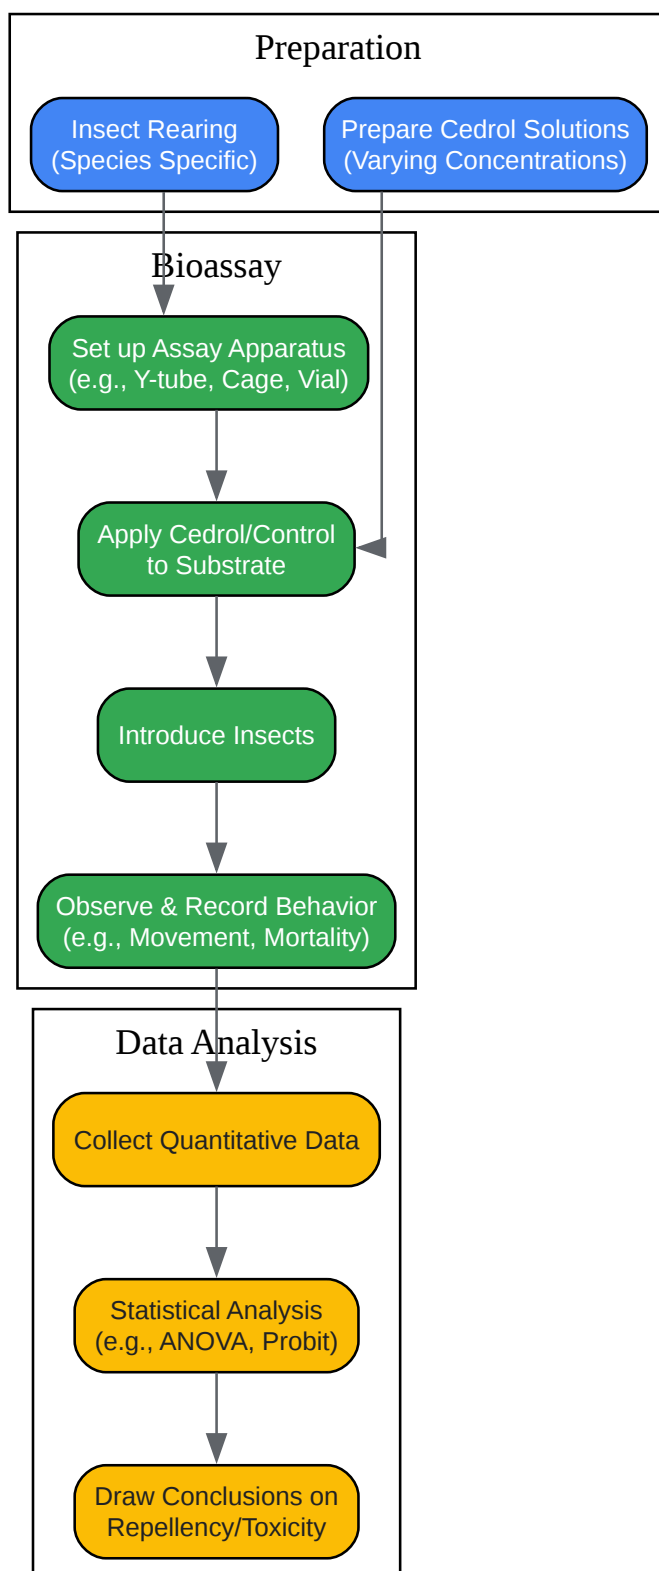 Preparation
Insect Rearing
(Species Specific)
Prepare Cedrol Solutions
(Varying Concentrations)
Bioassay
Set up Assay Apparatus
(e.g., Y-tube, Cage, Vial)
Apply Cedrol/Control
to Substrate
Introduce Insects
Observe & Record Behavior
(e.g., Movement, Mortality)
Data Analysis
Collect Quantitative Data
Statistical Analysis
(e.g., ANOVA, Probit)
Draw Conclusions on
Repellency/Toxicity